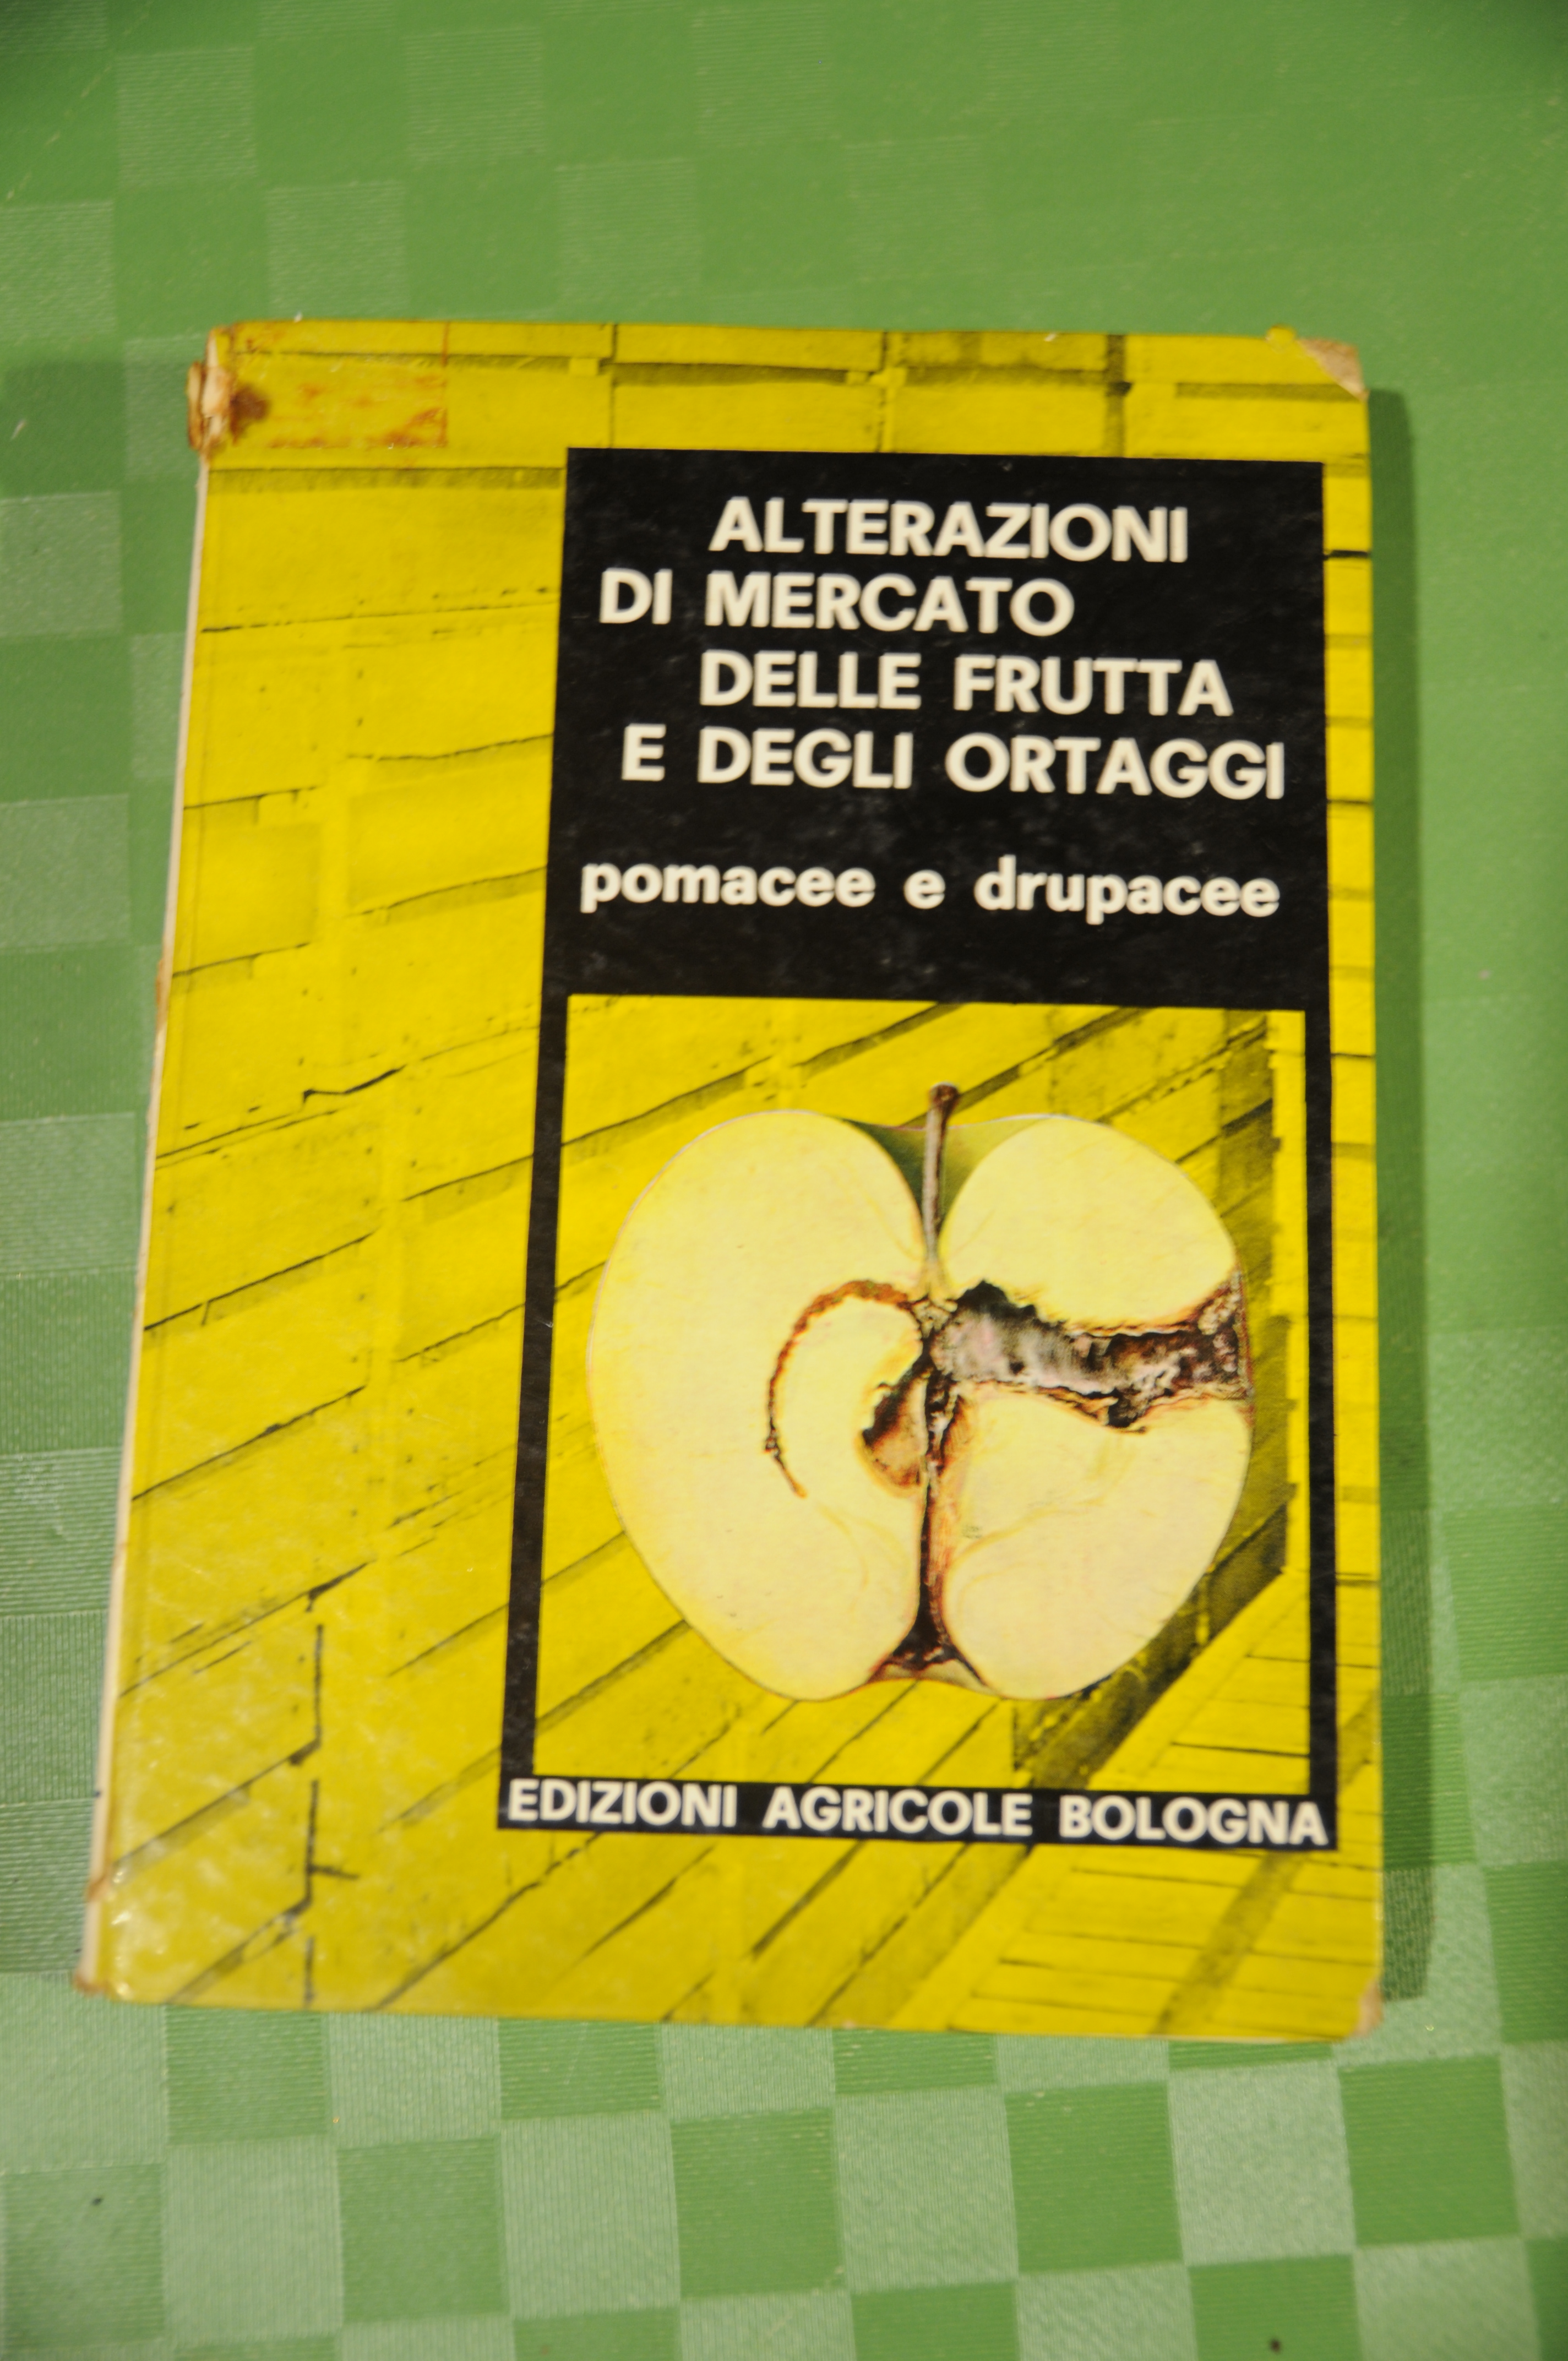 ALTERAZIONI
DI MERCATO
DELLE FRUTTA
E DEGLI ORTAGGI
pomacee e drupacee
EDIZIONI AGRICOLE BOLOGNA